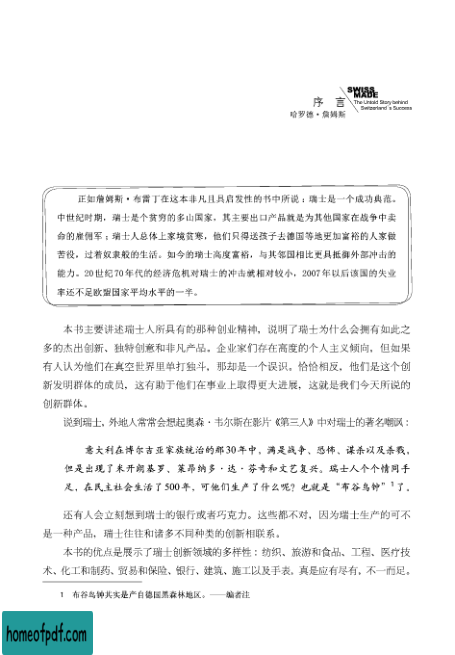 SWISS
MADE
序 言
The Untold Story behind
Switzerland's Success
哈罗德·詹姆斯
正如詹姆斯·布雷丁在这本非凡且具启发性的书中所说：瑞士是一个成功典范。
中世纪时期，瑞士是个贫穷的多山国家，其主要出口产品就是为其他国家在战争中卖
命的雇佣军；瑞士人总体上家境贫寒，他们只得送孩子去德国等地更加富裕的人家做
苦役，过着奴隶般的生活。如今的瑞士高度富裕，与其邻国相比更具抵御外部冲击的
能力。20世纪70年代的经济危机对瑞士的冲击就相对较小，2007年以后该国的失业
率还不足欧盟国家平均水平的一半。
本书主要讲述瑞士人所具有的那种创业精神，说明了瑞士为什么会拥有如此之
多的杰出创新、独特创意和非凡产品。企业家们存在高度的个人主义倾向，但如果
有人认为他们在真空世界里单打独斗，那却是一个误识。恰恰相反，他们是这个创
新发明群体的成员，这有助于他们在事业上取得更大进展，这就是我们今天所说的
创新群体。
说到瑞士，外地人常常会想起奥森·韦尔斯在影片《第三人》中对瑞士的著名嘲讽：
意大利在博尔吉亚家族统治的那30年中，满是战争、恐怖、谋杀以及杀戮，
但是出现了米开朗基罗、莱昂纳多·达·芬奇和文艺复兴。瑞士人个个情同手
足，在民主社会生活了500年，可他们生产了什么呢？也就是“布谷鸟钟”1了。
还有人会立刻想到瑞士的银行或者巧克力。这些都不对，因为瑞士生产的可不
是一种产品，瑞士往往和诸多不同种类的创新相联系。
本书的优点是展示了瑞士创新领域的多样性：纺织、旅游和食品、工程、医疗技
术、化工和制药、贸易和保险、银行、建筑、施工以及手表，真是应有尽有，不一而足。
1 布谷鸟钟其实是产自德国黑森林地区。——编者注
homeofpdf.com